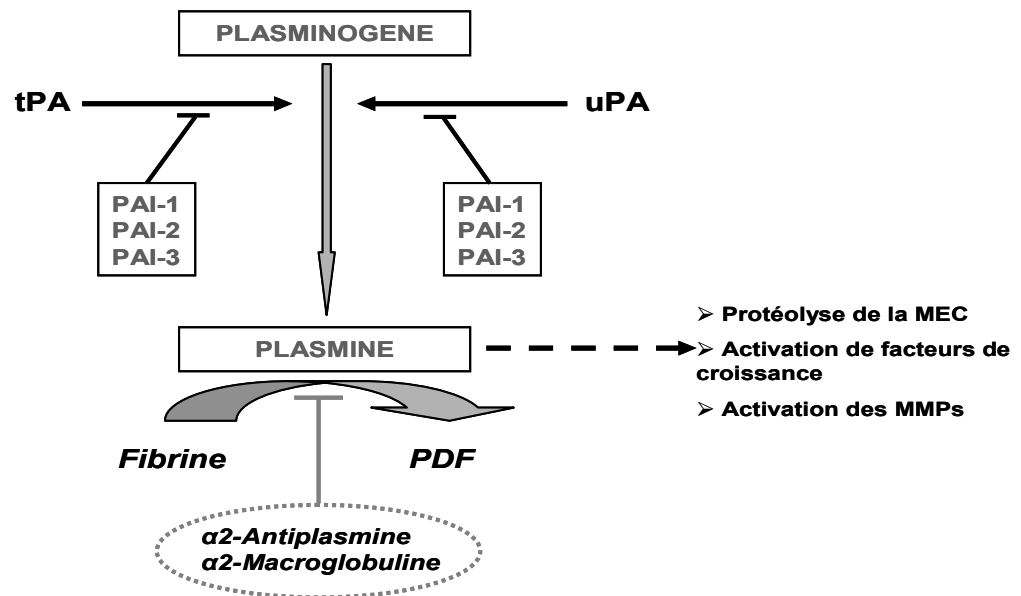 PLASMINOGENE
tPA
uPA
PAI-1
PAI-2
PAI-3
PAI-1
PAI-2
PAI-3
PLASMINE
➢ Protéolyse de la MEC
➢ Activation de facteurs de
croissance
➢ Activation des MMPs
Fibrine
PDF
α2-Antiplasmine
α2-Macroglobuline